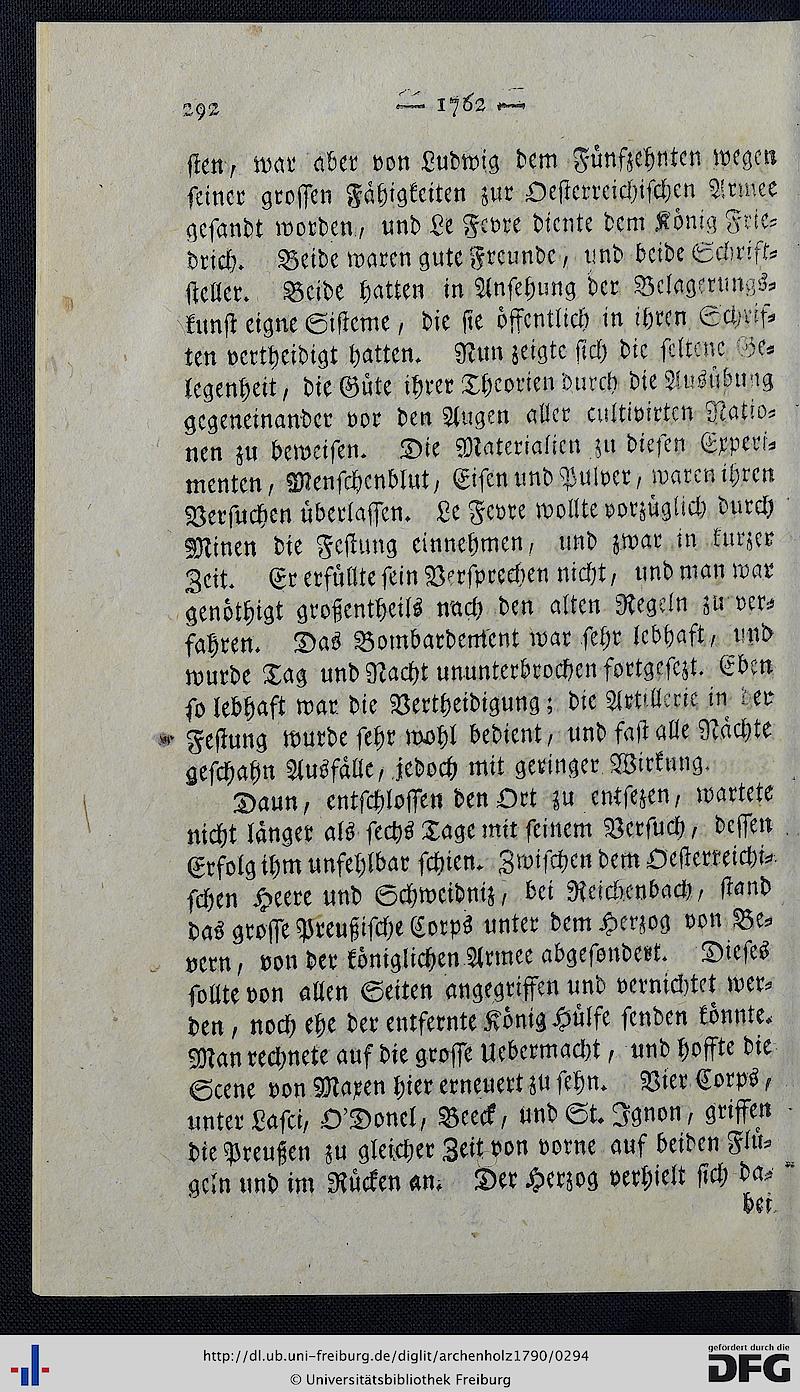 292 — 1762 —
sten, war aber von Ludwig dem Fünfzehnten wegen
seiner grossen Fähigkeiten zur Oesterreichischen Armee
gesandt worden, und Le Fevre diente dem König Frie-
drich. Beide waren gute Freunde, und beide Schrift-
steller. Beide hatten in Ansehung der Belagerungs-
kunst eigne Sisteme, die sie öffentlich in ihren Schrif-
ten vertheidigt hatten. Nun zeigte sich die seltene Ge-
legenheit, die Güte ihrer Theorien durch die Ausübung
gegeneinander vor den Augen aller cultivirten Natio-
nen zu beweisen. Die Materialien zu diesen Experi-
menten, Menschenblut, Eisen und Pulver, waren ihren
Versuchen überlassen. Le Fevre wollte vorzüglich durch
Minen die Festung einnehmen, und zwar in kurzer
Zeit. Er erfüllte sein Versprechen nicht, und man war
genöthigt großentheils nach den alten Regeln zu ver-
fahren. Das Bombardement war sehr lebhaft, und
wurde Tag und Nacht ununterbrochen fortgesezt. Eben
so lebhaft war die Vertheidigung; die Artillerie in der
Festung wurde sehr wohl bedient, und fast alle Nächte
geschahn Ausfälle, jedoch mit geringer Wirkung.
Daun, entschlossen den Ort zu entsezen, wartete
nicht länger als sechs Tage mit seinem Versuch, dessen
Erfolg ihm unfehlbar schien. Zwischen dem Oesterreichi-
schen Heere und Schweidniz, bei Reichenbach, stand
das grosse Preußische Corps unter dem Herzog von Be-
vern, von der königlichen Armee abgesondert. Dieses
sollte von allen Seiten angegriffen und vernichtet wer-
den, noch ehe der entfernte König Hülfe senden könnte.
Man rechnete auf die grosse Uebermacht, und hoffte die
Scene von Maxen hier erneuert zu sehn. Vier Corps,
unter Lasci, O'Donel, Beeck, und St. Ignon, griffen
die Preußen zu gleicher Zeit von vorne auf beiden Flü-
geln und im Rücken an. Der Herzog verhielt sich da-
bei
http://dl.ub.uni-freiburg.de/diglit/archenholz1790/0294
© Universitätsbibliothek Freiburg
gefördert durch die
DFG